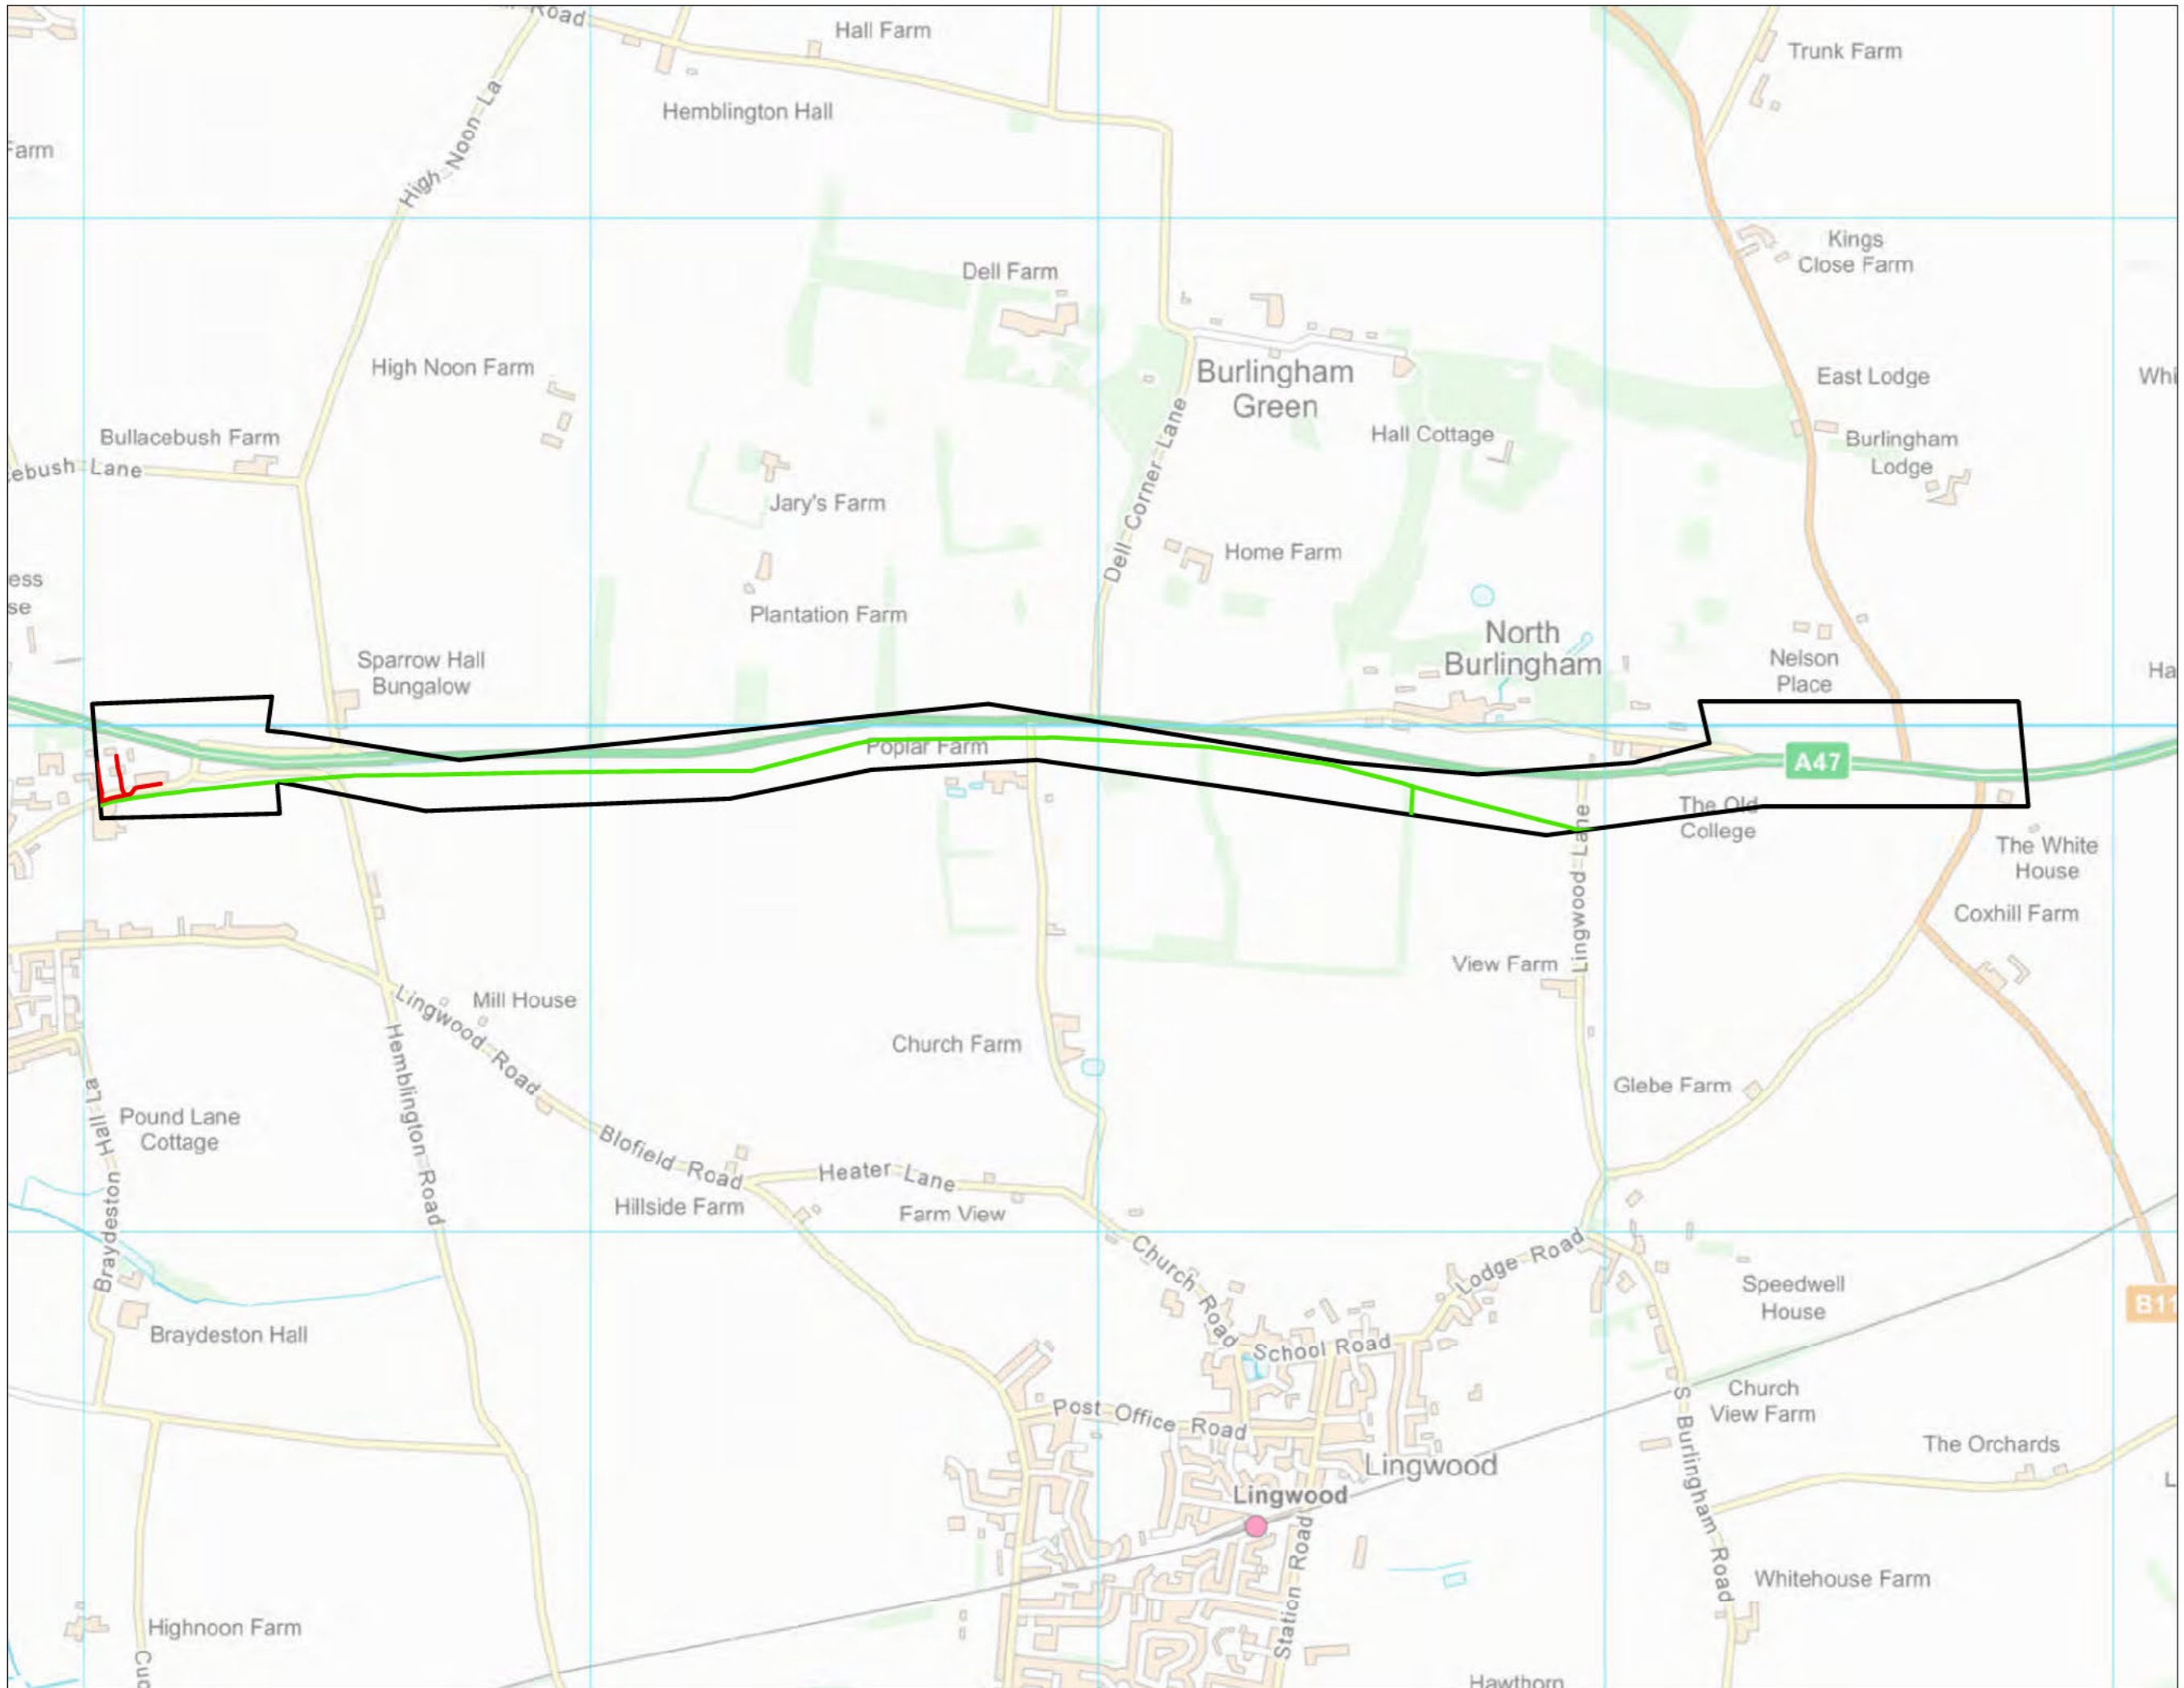 Road
Hall Farm
Trunk Farm
High Noon La
Hemblington Hall
Farm
Kings
Close Farm
Dell Farm
High Noon Farm
Burlingham
Green
East Lodge
Whi
Bullacebush Farm
Hall Cottage
Burlingham
Lodge
ebush Lane
Jary's Farm
Dell Corner Lane
Home Farm
ess
se
Plantation Farm
North
Burlingham
Sparrow Hall
Bungalow
Nelson
Place
Ha
Poplar Farm
A47
The Old
College
The White
House
Lingwood Lane
Coxhill Farm
View Farm
Lingwood Road
Mill House
Church Farm
Hemblington Road
Glebe Farm
Braydeston Hall La
Pound Lane
Cottage
Blofield Road
Heater Lane
Hillside Farm
Farm View
Church Road
Lodge Road
Speedwell
House
B11
Braydeston Hall
School Road
Church
View Farm
Post Office Road
S Burlingham Road
The Orchards
Lingwood
L
Lingwood
Station Road
Whitehouse Farm
Highnoon Farm
Cuc
Hawthorn